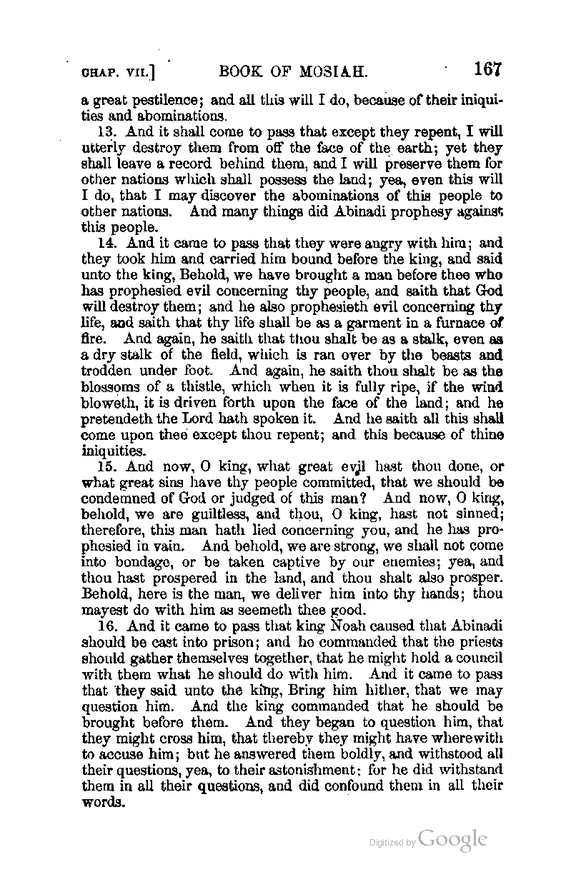 CHAP. VII.] BOOK OF MOSIAH. 167
a great pestilence; and all this will I do, because of their iniqui-
ties and abominations.
13. And it shall come to pass that except they repent, I will
utterly destroy them from off the face of the earth; yet they
shall leave a record behind them, and I will preserve them for
other nations which shall possess the land; yea, even this will
I do, that I may discover the abominations of this people to
other nations. And many things did Abinadi prophesy against
this people.
14. And it came to pass that they were angry with him; and
they took him and carried him bound before the king, and said
unto the king, Behold, we have brought a man before thee who
has prophesied evil concerning thy people, and saith that God
will destroy them; and he also prophesieth evil concerning thy
life, and saith that thy life shall be as a garment in a furnace of
fire. And again, he saith that thou shalt be as a stalk, even as
a dry stalk of the field, which is ran over by the beasts and
trodden under foot. And again, he saith thou shalt be as the
blossoms of a thistle, which when it is fully ripe, if the wind
bloweth, it is driven forth upon the face of the land; and he
pretendeth the Lord hath spoken it. And he saith all this shall
come upon thee except thou repent; and this because of thine
iniquities.
15. And now, O king, what great evil hast thou done, or
what great sins have thy people committed, that we should be
condemned of God or judged of this man? And now, O king,
behold, we are guiltless, and thou, O king, hast not sinned;
therefore, this man hath lied concerning you, and he has pro-
phesied in vain. And behold, we are strong, we shall not come
into bondage, or be taken captive by our enemies; yea, and
thou hast prospered in the land, and thou shalt also prosper.
Behold, here is the man, we deliver him into thy hands; thou
mayest do with him as seemeth thee good.
16. And it came to pass that king Noah caused that Abinadi
should be cast into prison; and he commanded that the priests
should gather themselves together, that he might hold a council
with them what he should do with him. And it came to pass
that they said unto the king, Bring him hither, that we may
question him. And the king commanded that he should be
brought before them. And they began to question him, that
they might cross him, that thereby they might have wherewith
to accuse him; but he answered them boldly, and withstood all
their questions, yea, to their astonishment: for he did withstand
them in all their questions, and did confound them in all their
words.
Digitized by Google